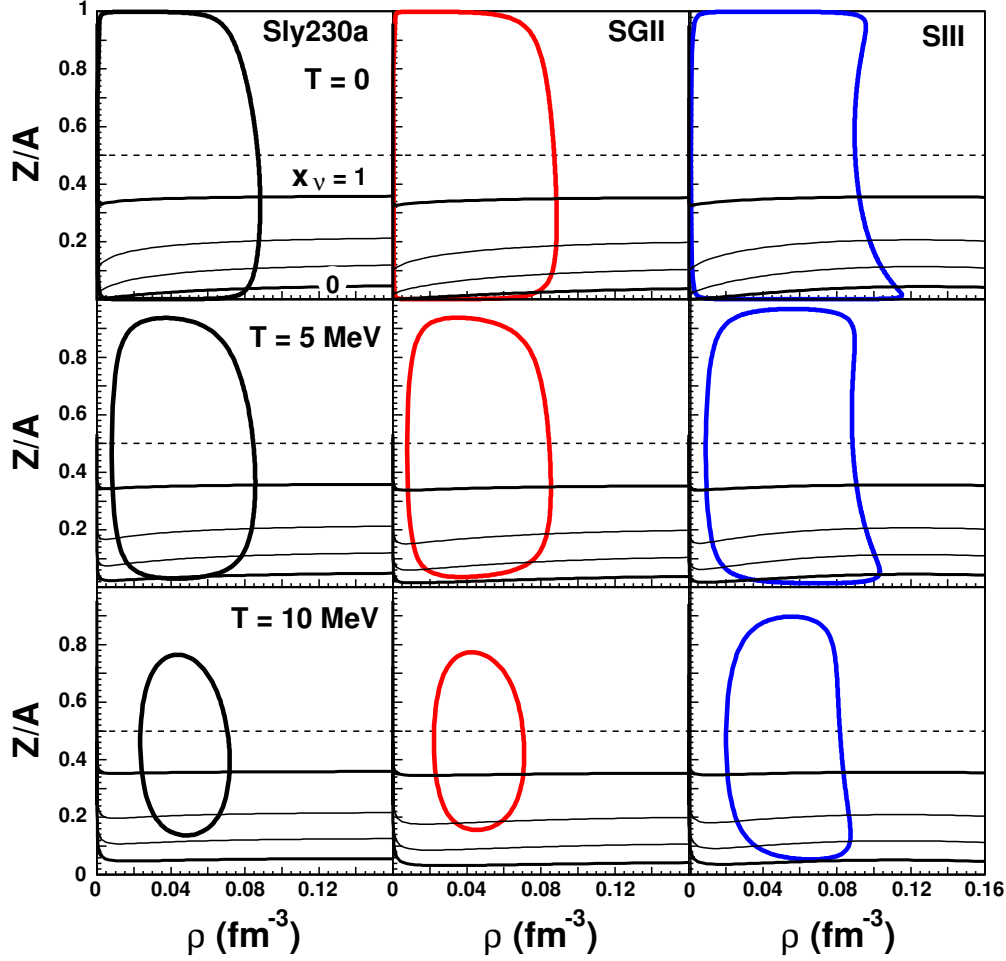 1
Sly230a
SGII
SIII
0.8
T = 0
Z/A
0.6
0.4
x ν = 1
0.2
0
0
T = 5 MeV
0.8
Z/A
0.6
0.4
0.2
T = 10 MeV
0.8
Z/A
0.6
0.4
0.2
0
0 0.04 0.08 0.12 0 0.04 0.08 0.12 0 0.04 0.08 0.12 0.16
ρ (fm⁻³) ρ (fm⁻³) ρ (fm⁻³)